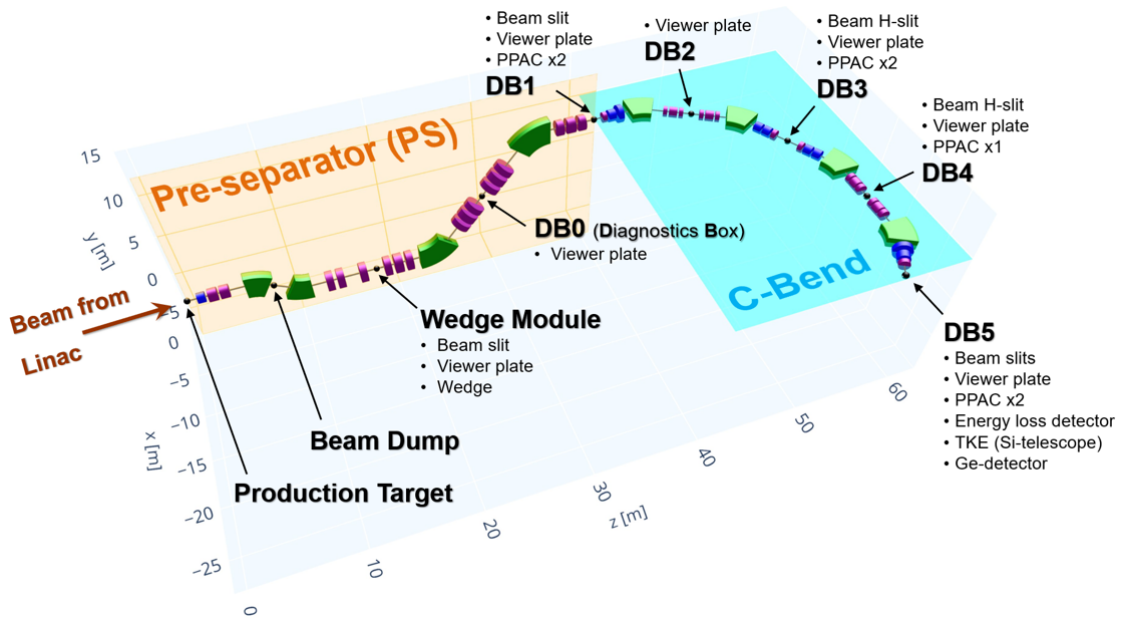 • Beam slit
• Viewer plate
• PPAC x2
DB1
• Viewer plate
DB2
• Beam H-slit
• Viewer plate
• PPAC x2
DB3
• Beam H-slit
• Viewer plate
• PPAC x1
DB4
Pre-separator (PS)
DB0 (Diagnostics Box)
• Viewer plate
C-Bend
Beam from
Linac
Wedge Module
• Beam slit
• Viewer plate
• Wedge
DB5
• Beam slits
• Viewer plate
• PPAC x2
• Energy loss detector
• TKE (Si-telescope)
• Ge-detector
Beam Dump
Production Target
15
10
5
0
−5
y [m]
0
−5
−10
−15
−20
−25
x [m]
0
10
20
30
40
50
60
z [m]